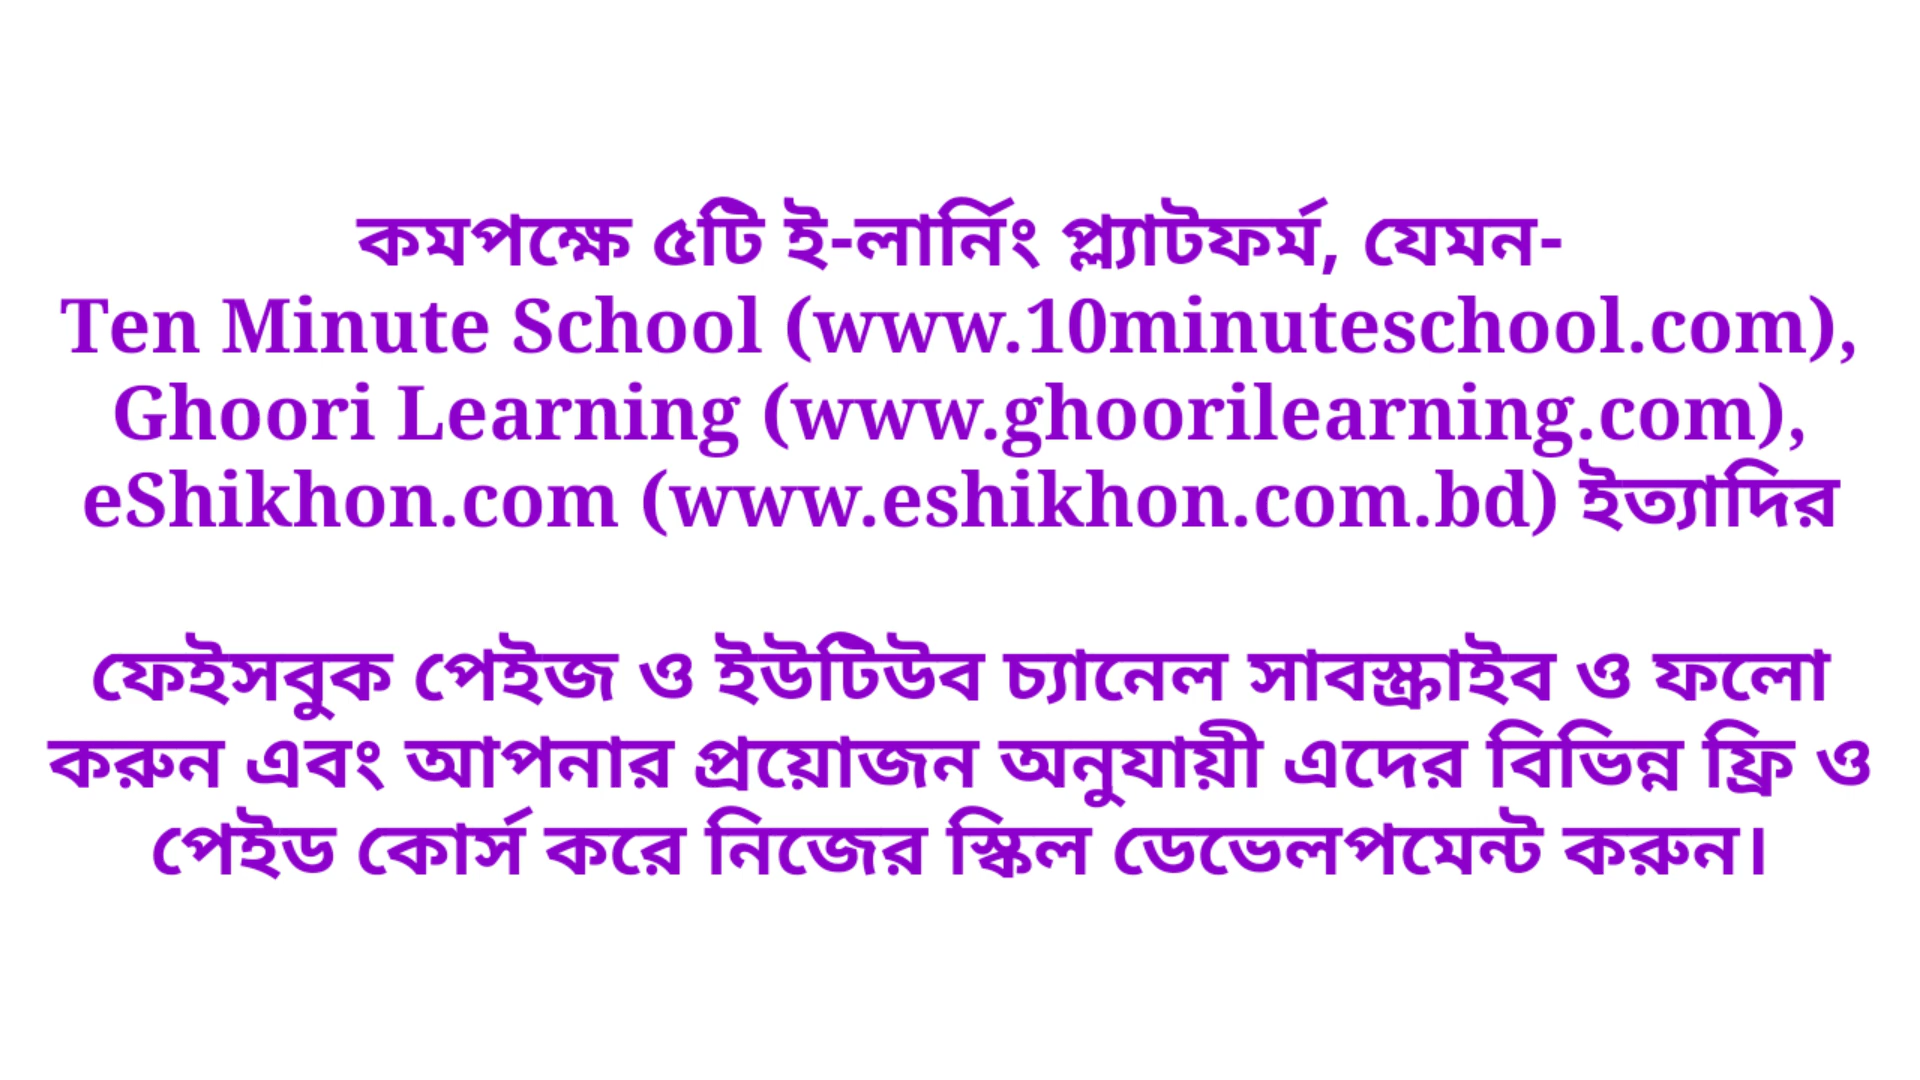 কমপক্ষে ৫টি ই-লার্নিং প্ল্যাটফর্ম, যেমন-
Ten Minute School (www.10minuteschool.com),
Ghoori Learning (www.ghoorilearning.com),
eShikhon.com (www.eshikhon.com.bd) ইত্যাদির
ফেইসবুক পেইজ ও ইউটিউব চ্যানেল সাবস্ক্রাইব ও ফলো
করুন এবং আপনার প্রয়োজন অনুযায়ী এদের বিভিন্ন ফ্রি ও
পেইড কোর্স করে নিজের স্কিল ডেভেলপমেন্ট করুন।